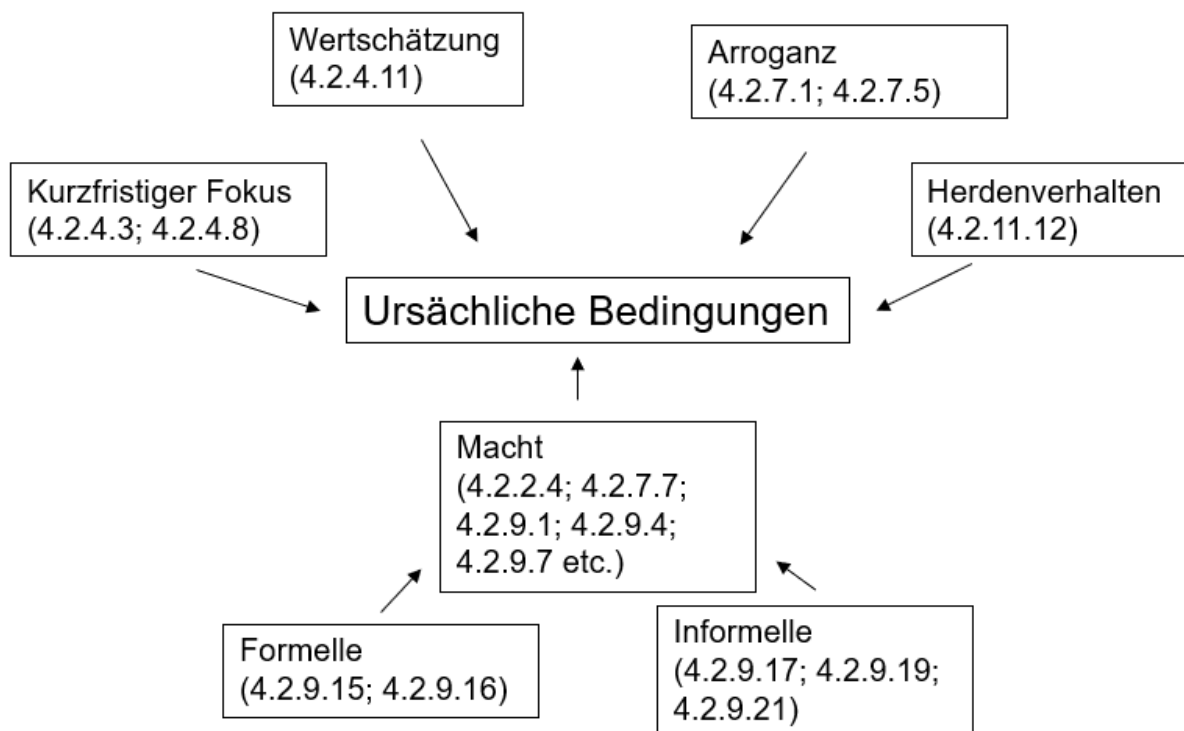 Wertschätzung
(4.2.4.11)
Arroganz
(4.2.7.1; 4.2.7.5)
Kurzfristiger Fokus
(4.2.4.3; 4.2.4.8)
Herdenverhalten
(4.2.11.12)
Ursächliche Bedingungen
Macht
(4.2.2.4; 4.2.7.7;
4.2.9.1; 4.2.9.4;
4.2.9.7 etc.)
Formelle
(4.2.9.15; 4.2.9.16)
Informelle
(4.2.9.17; 4.2.9.19;
4.2.9.21)